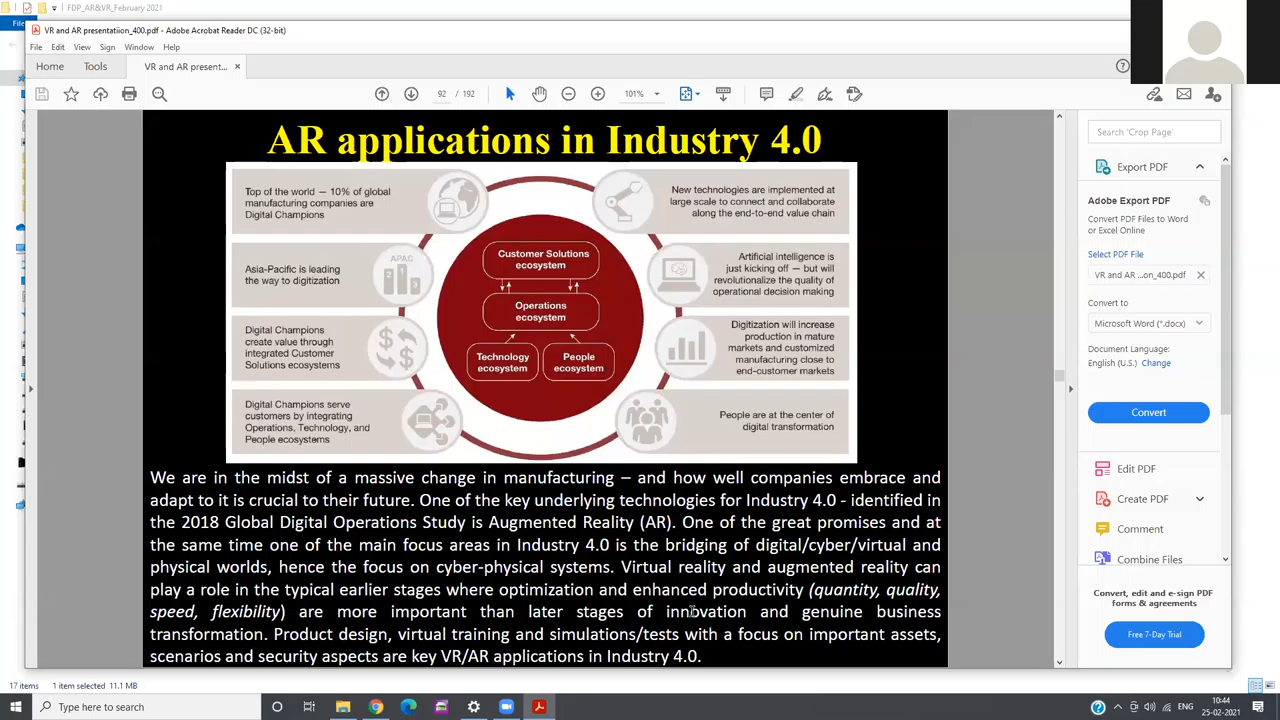 FDP_AR&VR_February 2021
File
VR and AR presentatiion_400.pdf - Adobe Acrobat Reader DC (32-bit)
File Edit View Sign Window Help
Home Tools VR and AR present... ×
92 / 192 101%
AR applications in Industry 4.0
Top of the world — 10% of global
manufacturing companies are
Digital Champions
Asia-Pacific is leading
the way to digitization
APAC
Digital Champions
create value through
integrated Customer
Solutions ecosystems
Digital Champions serve
customers by integrating
Operations, Technology, and
People ecosystems
Customer Solutions
ecosystem
Operations
ecosystem
Technology
ecosystem
People
ecosystem
New technologies are implemented at
large scale to connect and collaborate
along the end-to-end value chain
Artificial intelligence is
just kicking off — but will
revolutionize the quality of
operational decision making
Digitization will increase
production in mature
markets and customized
manufacturing close to
end-customer markets
People are at the center of
digital transformation
We are in the midst of a massive change in manufacturing – and how well companies embrace and
adapt to it is crucial to their future. One of the key underlying technologies for Industry 4.0 - identified in
the 2018 Global Digital Operations Study is Augmented Reality (AR). One of the great promises and at
the same time one of the main focus areas in Industry 4.0 is the bridging of digital/cyber/virtual and
physical worlds, hence the focus on cyber-physical systems. Virtual reality and augmented reality can
play a role in the typical earlier stages where optimization and enhanced productivity (quantity, quality,
speed, flexibility) are more important than later stages of innovation and genuine business
transformation. Product design, virtual training and simulations/tests with a focus on important assets,
scenarios and security aspects are key VR/AR applications in Industry 4.0.
Search 'Crop Page'
Export PDF
Adobe Export PDF
Convert PDF Files to Word
or Excel Online
Select PDF File
VR and AR ...on_400.pdf ×
Convert to
Microsoft Word (*.docx)
Document Language:
English (U.S.) Change
Convert
Edit PDF
Create PDF
Comment
Combine Files
Convert, edit and e-sign PDF
forms & agreements
Free 7-Day Trial
17 items 1 item selected 11.1 MB
Type here to search
ENG
10:44
25-02-2021